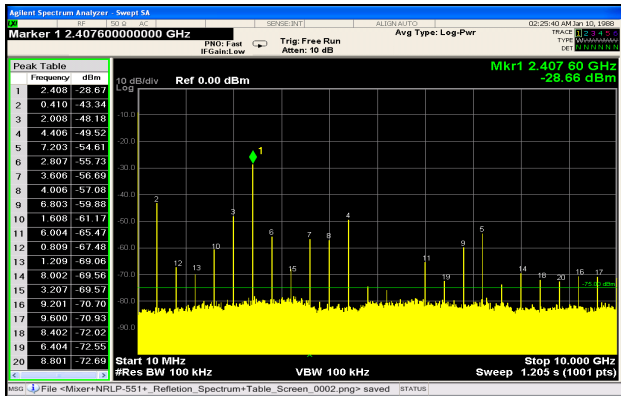 Agilent Spectrum Analyzer - Swept SA
RF 50 Ω AC SENSE:INT ALIGN AUTO 02:25:40 AM Jan 10, 1988
Marker 1 2.407600000000 GHz
PNO: Fast
IFGain:Low
Trig: Free Run
Atten: 10 dB
Avg Type: Log-Pwr
TRACE 1 2 3 4 5 6
TYPE
DET N N N N N N
Peak Table
Frequency dBm
1 2.408 -28.67
2 0.410 -43.34
3 2.008 -48.18
4 4.406 -49.52
5 7.203 -54.61
6 2.807 -55.73
7 3.606 -56.69
8 4.006 -57.08
9 6.803 -59.88
10 1.608 -61.17
11 6.004 -65.47
12 0.809 -67.48
13 1.209 -69.06
14 8.002 -69.56
15 3.207 -69.57
16 9.201 -70.70
17 9.600 -70.93
18 8.402 -72.02
19 6.404 -72.55
20 8.801 -72.69
Mkr1 2.407 60 GHz
-28.66 dBm
10 dB/div Ref 0.00 dBm
Log
-10.0
-20.0
-30.0
-40.0
-50.0
-60.0
-70.0
-80.0
-90.0
1
2
3
4
5
6
7
8
9
10
11
12
13
14
15
16
17
18
19
20
-75.00 dBm
Start 10 MHz Stop 10.000 GHz
#Res BW 100 kHz VBW 100 kHz Sweep 1.205 s (1001 pts)
MSG File <Mixer+NRLP-551+_Refletion_Spectrum+Table_Screen_0002.png> saved STATUS